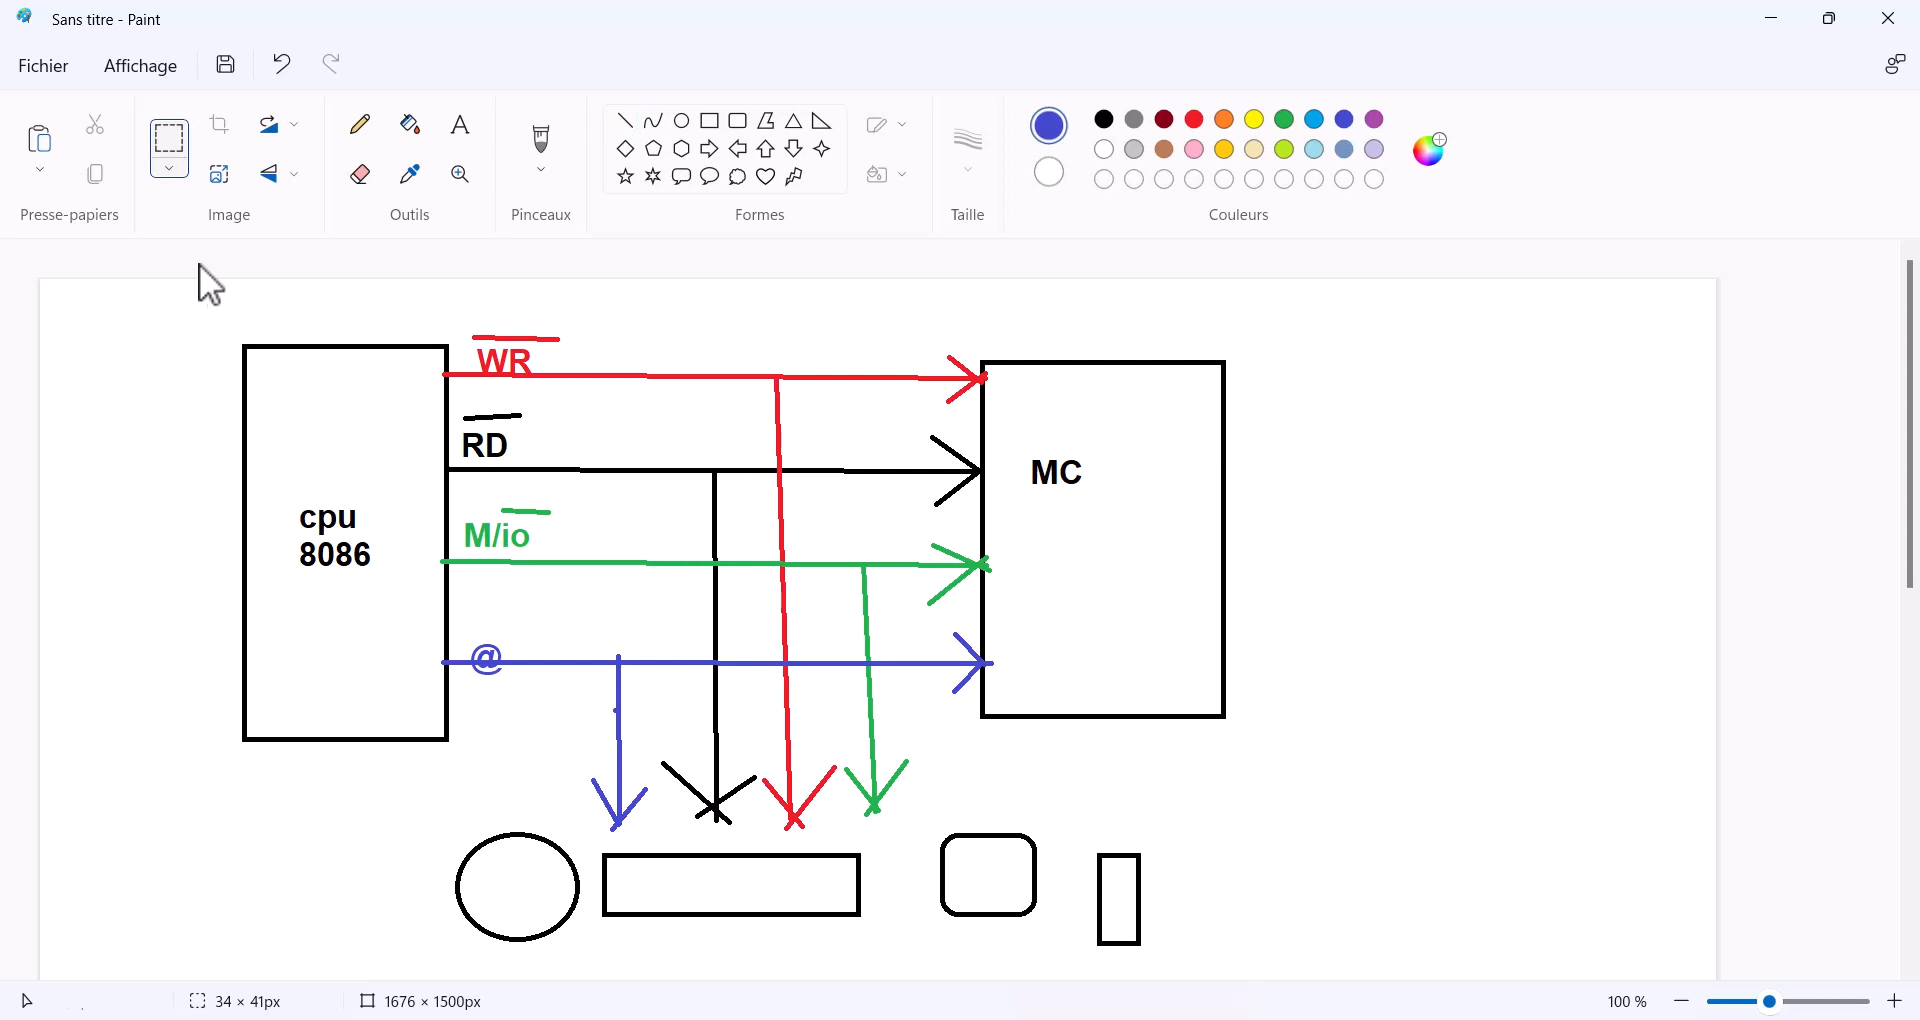 Sans titre - Paint
Fichier
Affichage
Presse-papiers
Image
Outils
Pinceaux
Formes
Taille
Couleurs
WR
RD
M/io
cpu
8086
MC
@
34 × 41px
1676 × 1500px
100 %